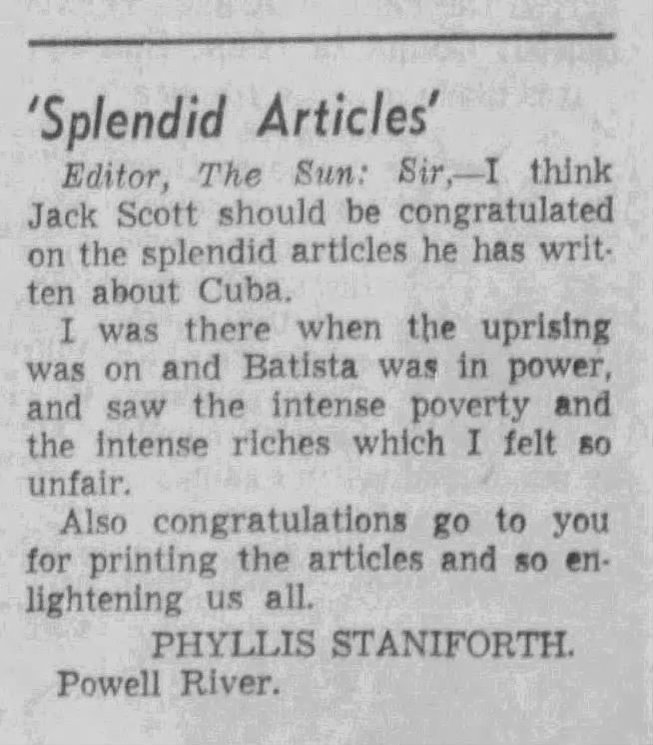 'Splendid Articles'
Editor, The Sun: Sir,—I think
Jack Scott should be congratulated
on the splendid articles he has writ-
ten about Cuba.
I was there when the uprising
was on and Batista was in power,
and saw the intense poverty and
the intense riches which I felt so
unfair.
Also congratulations go to you
for printing the articles and so en-
lightening us all.
PHYLLIS STANIFORTH.
Powell River.